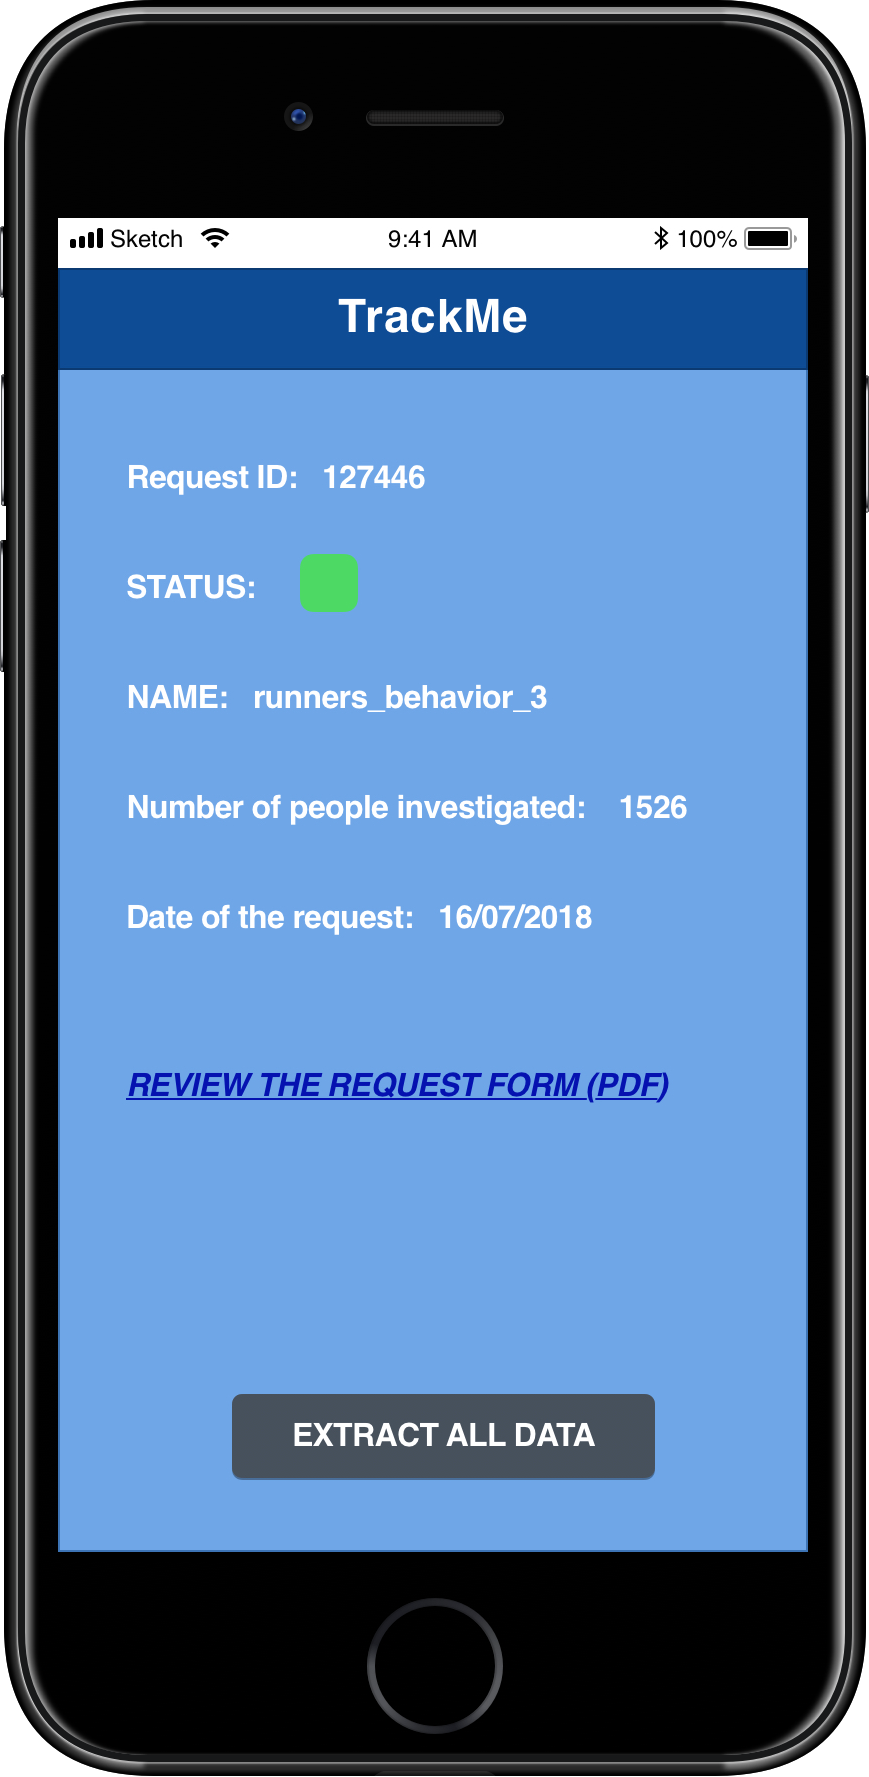 Sketch 9:41 AM 100%
TrackMe
Request ID: 127446
STATUS:
NAME: runners_behavior_3
Number of people investigated: 1526
Date of the request: 16/07/2018
REVIEW THE REQUEST FORM (PDF)
EXTRACT ALL DATA